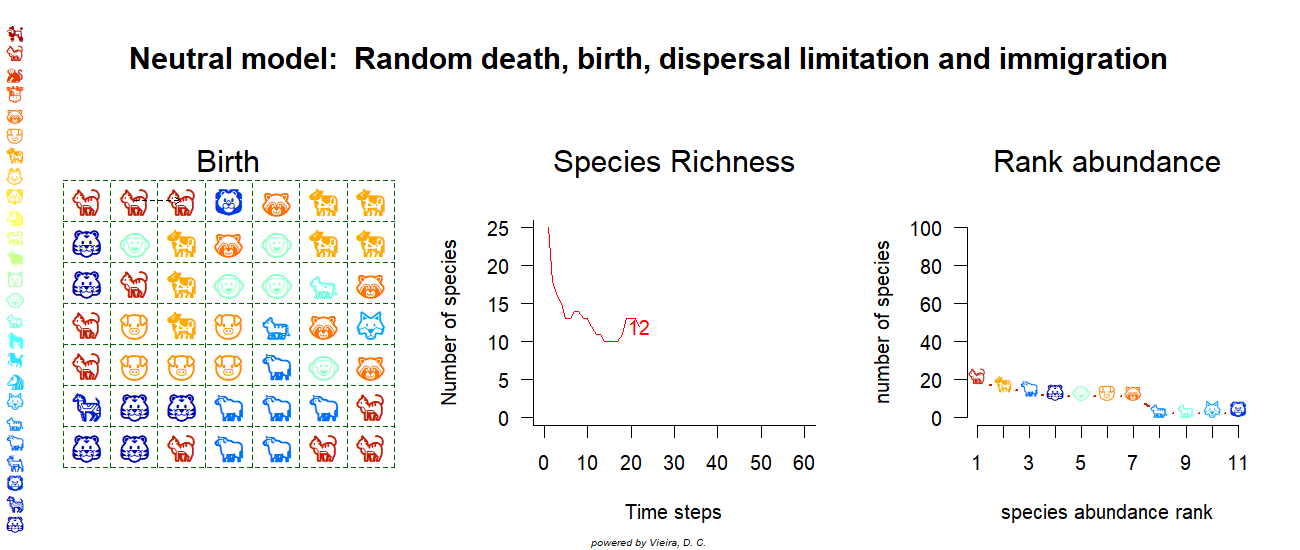 Neutral model:  Random death, birth, dispersal limitation and immigration
Birth
Species Richness
Number of species
25
20
15
10
5
0
12
0 10 20 30 40 50 60
Time steps
Rank abundance
number of species
100
80
60
40
20
0
1 3 5 7 9 11
species abundance rank
powered by Vieira, D. C.